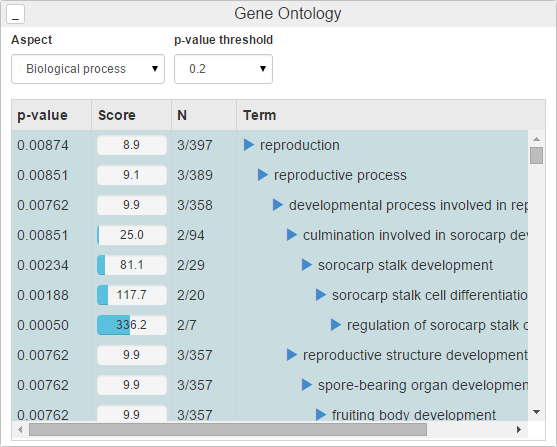 _ Gene Ontology
Aspect p-value threshold
Biological process 0.2
p-value Score N Term
0.00874 8.9 3/397 reproduction
0.00851 9.1 3/389 reproductive process
0.00762 9.9 3/358 developmental process involved in rep
0.00851 25.0 2/94 culmination involved in sorocarp dev
0.00234 81.1 2/29 sorocarp stalk development
0.00188 117.7 2/20 sorocarp stalk cell differentiatio
0.00050 336.2 2/7 regulation of sorocarp stalk c
0.00762 9.9 3/357 reproductive structure development
0.00762 9.9 3/357 spore-bearing organ developmen
0.00762 9.9 3/357 fruiting body development